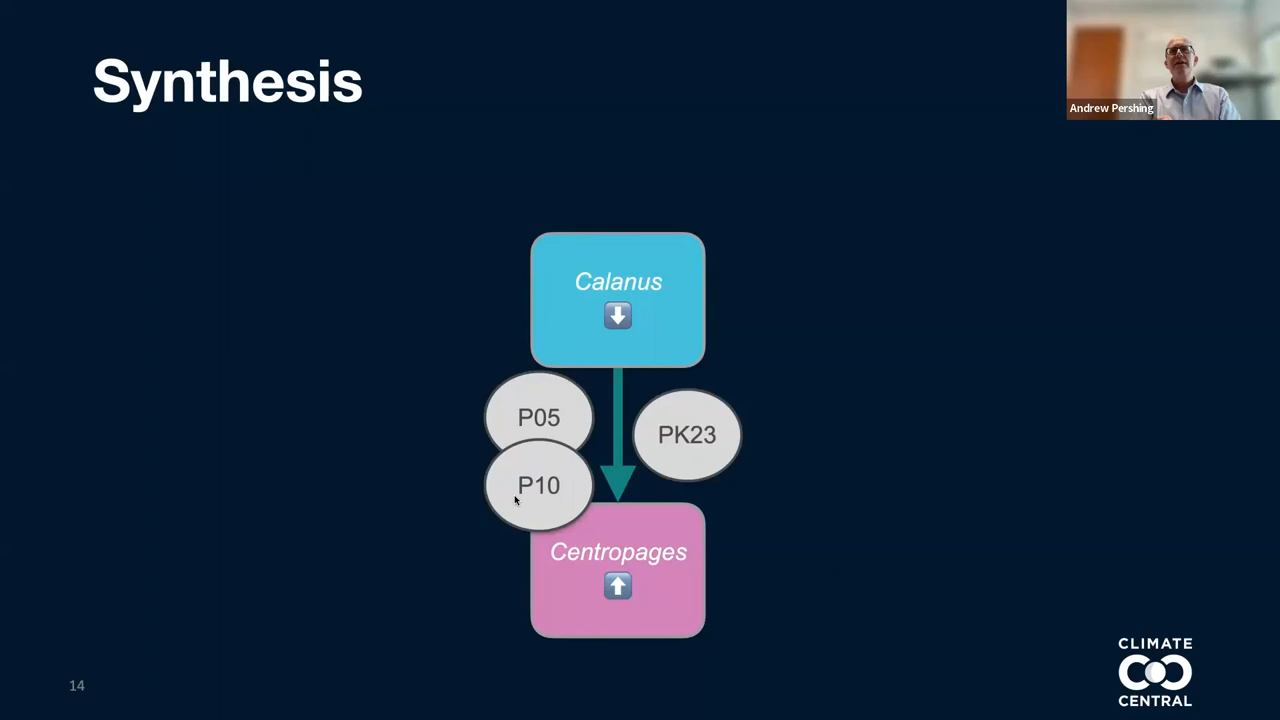 Synthesis
Andrew Pershing
Calanus
P05
PK23
P10
Centropages
14
CLIMATE
CENTRAL